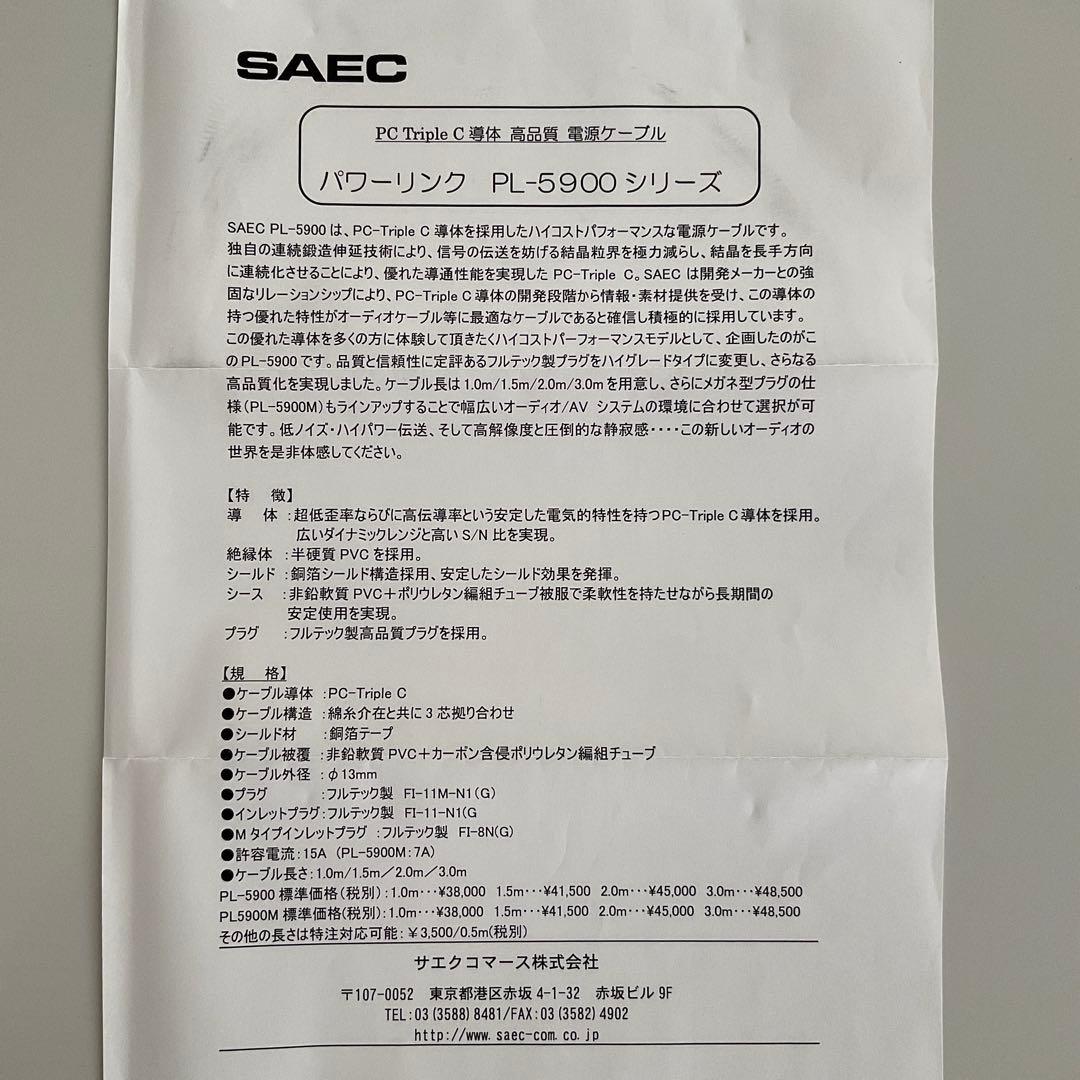 SAEC
PC Triple C 導体 高品質 電源ケーブル
パワーリンク PL-5900 シリーズ
SAEC PL-5900 は、PC-Triple C 導体を採用したハイコストパフォーマンスな電源ケーブルです。
独自の連続鍛造伸延技術により、信号の伝送を妨げる結晶粒界を極力減らし、結晶を長手方向
に連続化させることにより、優れた導通性能を実現した PC-Triple C。SAEC は開発メーカーとの強
固なリレーションシップにより、PC-Triple C 導体の開発段階から情報・素材提供を受け、この導体の
持つ優れた特性がオーディオケーブル等に最適なケーブルであると確信し積極的に採用しています。
この優れた導体を多くの方に体験して頂きたくハイコストパーフォーマンスモデルとして、企画したのがこ
の PL-5900 です。品質と信頼性に定評あるフルテック製プラグをハイグレードタイプに変更し、さらなる
高品質化を実現しました。ケーブル長は 1.0m/1.5m/2.0m/3.0m を用意し、さらにメガネ型プラグの仕
様(PL-5900M)もラインアップすることで幅広いオーディオ/AV システムの環境に合わせて選択が可
能です。低ノイズ・ハイパワー伝送、そして高解像度と圧倒的な静寂感・・・・この新しいオーディオの
世界を是非体感してください。
【特 徴】
導 体 :超低歪率ならびに高伝導率という安定した電気的特性を持つPC-Triple C 導体を採用。
広いダイナミックレンジと高い S/N 比を実現。
絶縁体 :半硬質 PVC を採用。
シールド :銅箔シールド構造採用、安定したシールド効果を発揮。
シース :非鉛軟質 PVC+ポリウレタン編組チューブ被服で柔軟性を持たせながら長期間の
安定使用を実現。
プラグ :フルテック製高品質プラグを採用。
【規 格】
●ケーブル導体 :PC-Triple C
●ケーブル構造 :綿糸介在と共に 3 芯拠り合わせ
●シールド材 :銅箔テープ
●ケーブル被覆 :非鉛軟質 PVC+カーボン含侵ポリウレタン編組チューブ
●ケーブル外径 :φ13mm
●プラグ :フルテック製 FI-11M-N1(G)
●インレットプラグ:フルテック製 FI-11-N1(G
●M タイプインレットプラグ :フルテック製 FI-8N(G)
●許容電流:15A (PL-5900M:7A)
●ケーブル長さ:1.0m/1.5m/2.0m/3.0m
PL-5900 標準価格(税別):1.0m・・・¥38,000 1.5m・・・¥41,500 2.0m・・・¥45,000 3.0m・・・¥48,500
PL5900M 標準価格(税別):1.0m・・・¥38,000 1.5m・・・¥41,500 2.0m・・・¥45,000 3.0m・・・¥48,500
その他の長さは特注対応可能:¥3,500/0.5m(税別)
サエクコマース株式会社
〒107-0052 東京都港区赤坂 4-1-32 赤坂ビル 9F
TEL:03(3588)8481/FAX:03(3582)4902
http://www.saec-com.co.jp